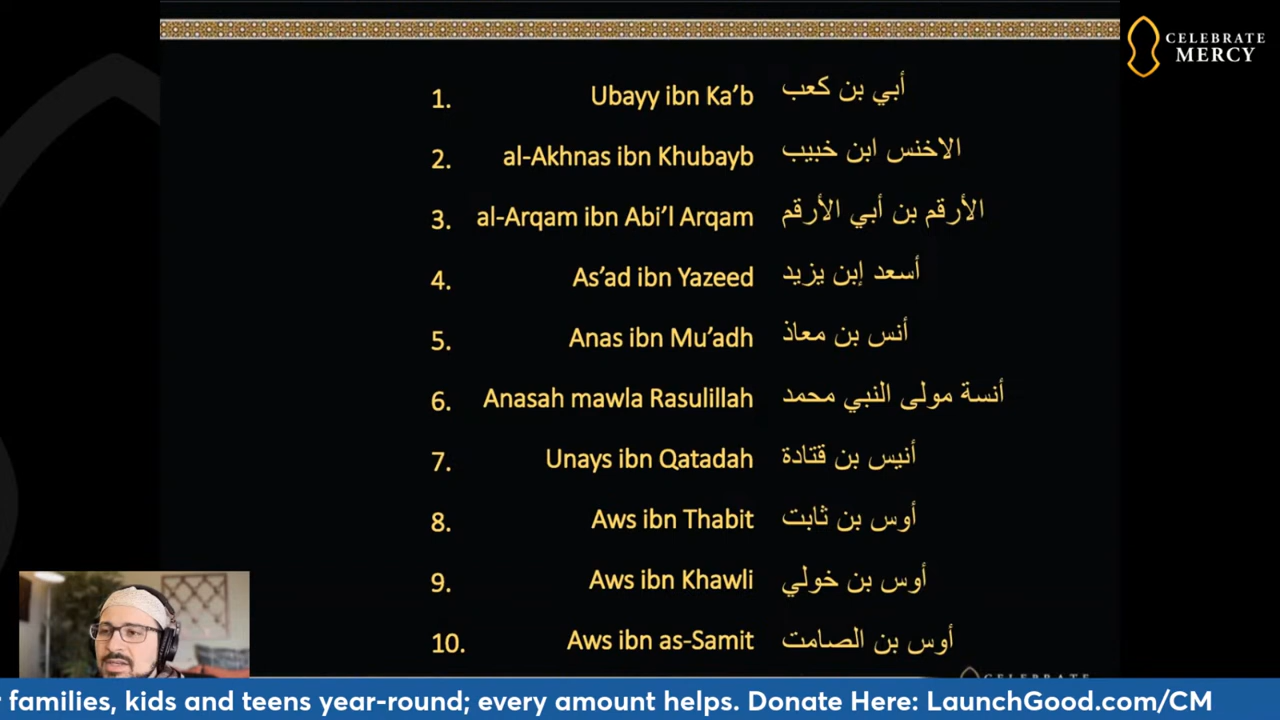 CELEBRATE
MERCY
1. Ubayy ibn Ka’b أبي بن كعب
2. al-Akhnas ibn Khubayb الاخنس ابن خبيب
3. al-Arqam ibn Abi’l Arqam الأرقم بن أبي الأرقم
4. As’ad ibn Yazeed أسعد إبن يزيد
5. Anas ibn Mu’adh أنس بن معاذ
6. Anasah mawla Rasulillah أنسة مولى النبي محمد
7. Unays ibn Qatadah أنيس بن قتادة
8. Aws ibn Thabit أوس بن ثابت
9. Aws ibn Khawli أوس بن خولي
10. Aws ibn as-Samit أوس بن الصامت
CELEBRATE
families, kids and teens year-round; every amount helps. Donate Here: LaunchGood.com/CM